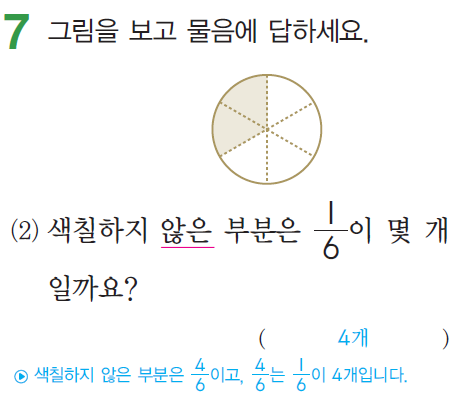 7 그림을 보고 물음에 답하세요.
(2) 색칠하지 않은 부분은 1/6이 몇 개
일까요?
( 4개 )
색칠하지 않은 부분은 4/6이고, 4/6는 1/6이 4개입니다.